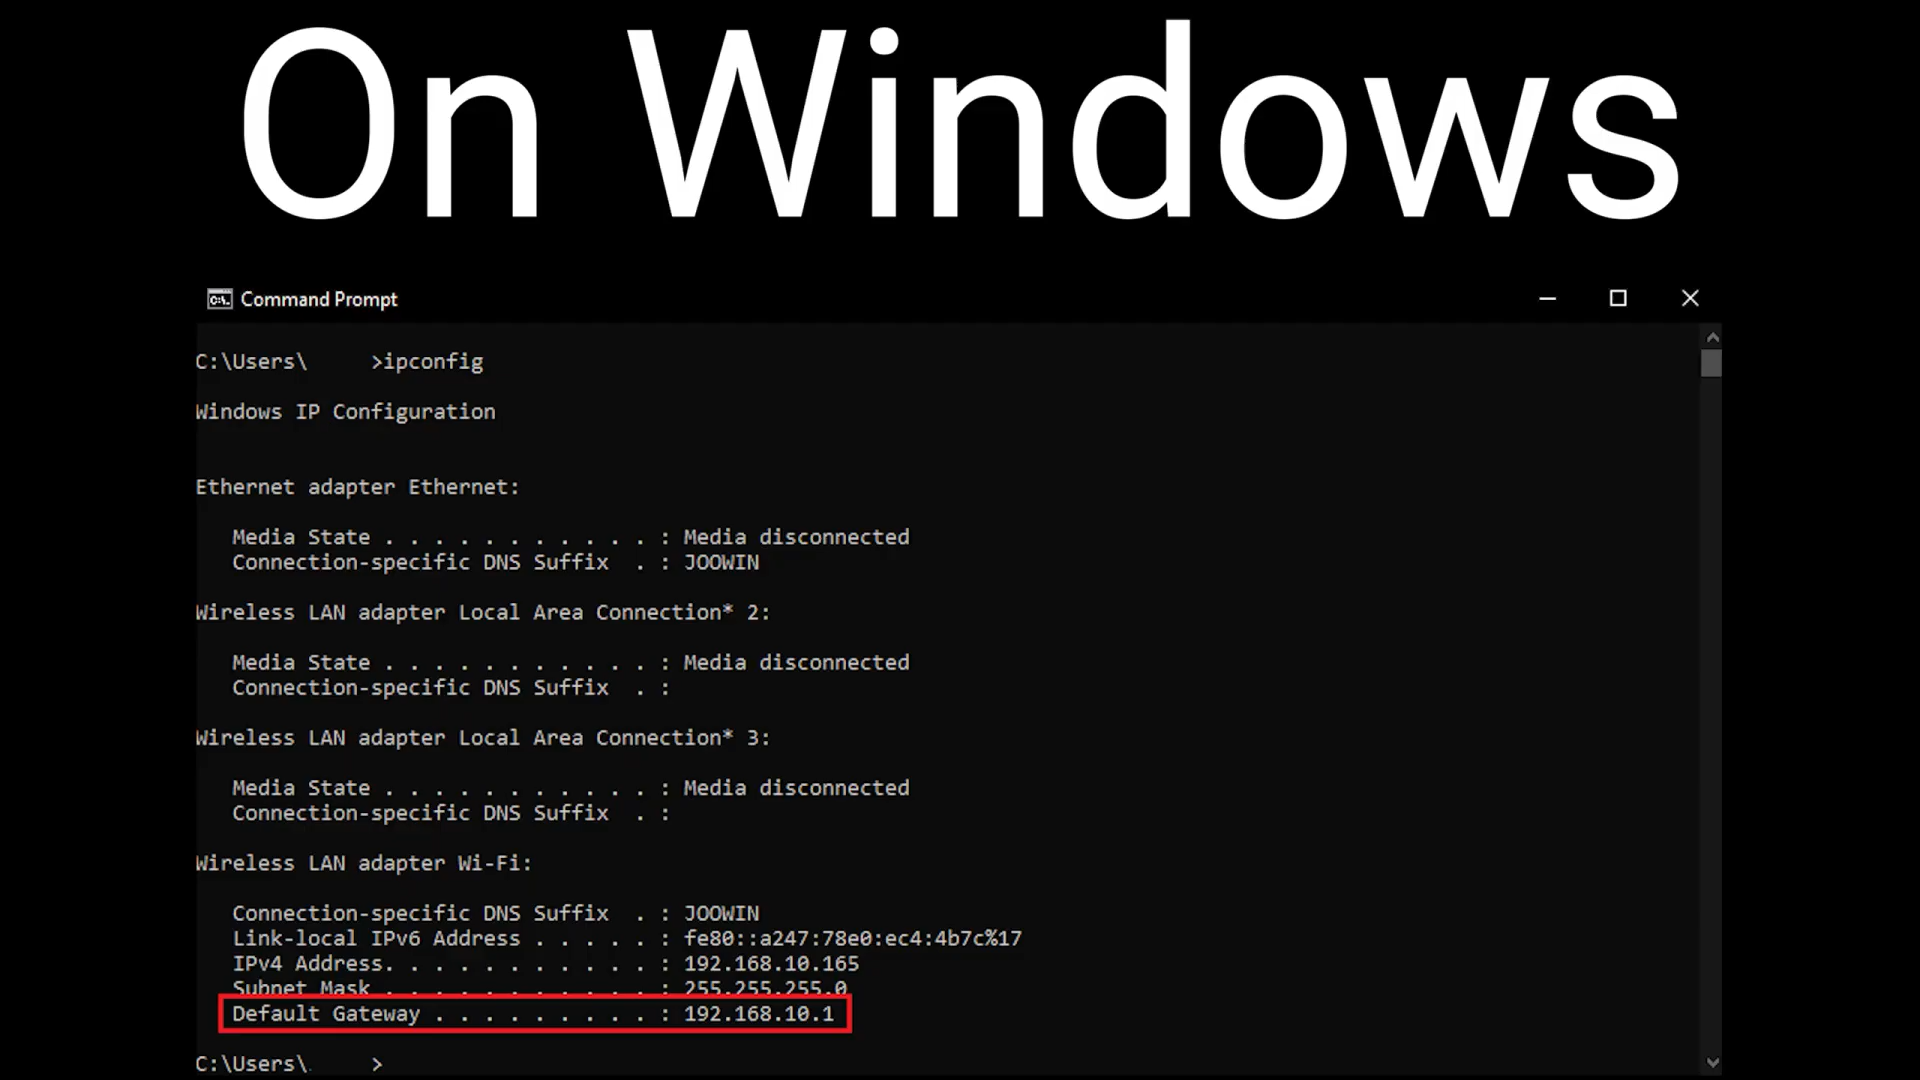 On Windows
Command Prompt
C:\Users\     >ipconfig
Windows IP Configuration
Ethernet adapter Ethernet:
   Media State . . . . . . . . . . . : Media disconnected
   Connection-specific DNS Suffix  . : JOOWIN
Wireless LAN adapter Local Area Connection* 2:
   Media State . . . . . . . . . . . : Media disconnected
   Connection-specific DNS Suffix  . :
Wireless LAN adapter Local Area Connection* 3:
   Media State . . . . . . . . . . . : Media disconnected
   Connection-specific DNS Suffix  . :
Wireless LAN adapter Wi-Fi:
   Connection-specific DNS Suffix  . : JOOWIN
   Link-local IPv6 Address . . . . . : fe80::a247:78e0:ec4:4b7c%17
   IPv4 Address. . . . . . . . . . . : 192.168.10.165
   Subnet Mask . . . . . . . . . . . : 255.255.255.0
   Default Gateway . . . . . . . . . : 192.168.10.1
C:\Users\     >